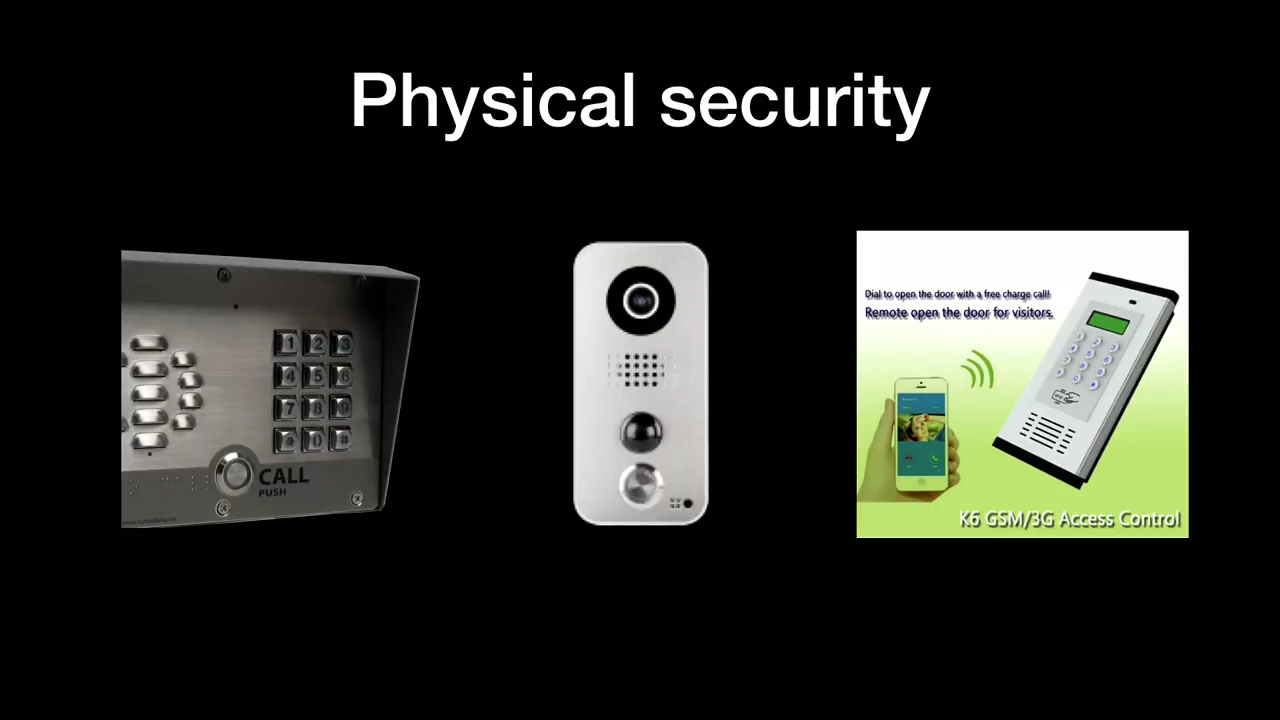 Physical security
1 2 3
4 5 6
7 8 9
* 0 #
CALL
PUSH
Dial to open the door with a free charge call!
Remote open the door for visitors.
K6 GSM/3G Access Control